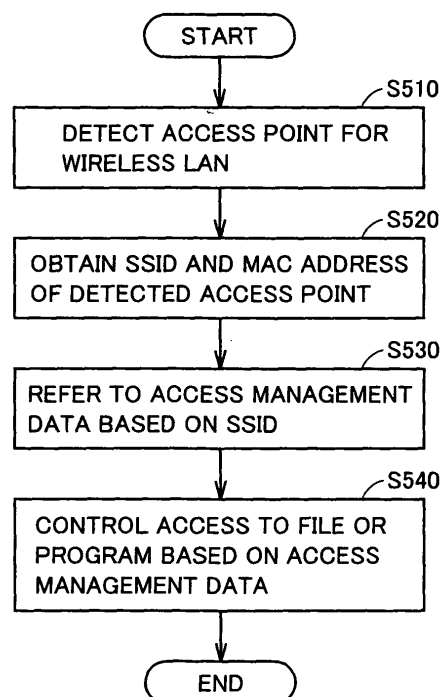 START
S510
DETECT ACCESS POINT FOR
WIRELESS LAN
S520
OBTAIN SSID AND MAC ADDRESS
OF DETECTED ACCESS POINT
S530
REFER TO ACCESS MANAGEMENT
DATA BASED ON SSID
S540
CONTROL ACCESS TO FILE OR
PROGRAM BASED ON ACCESS
MANAGEMENT DATA
END